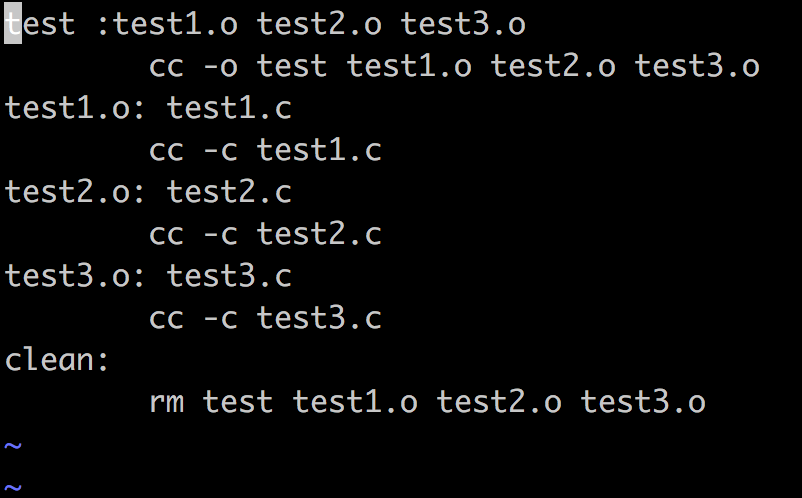 test :test1.o test2.o test3.o
        cc -o test test1.o test2.o test3.o
test1.o: test1.c
        cc -c test1.c
test2.o: test2.c
        cc -c test2.c
test3.o: test3.c
        cc -c test3.c
clean:
        rm test test1.o test2.o test3.o
~
~